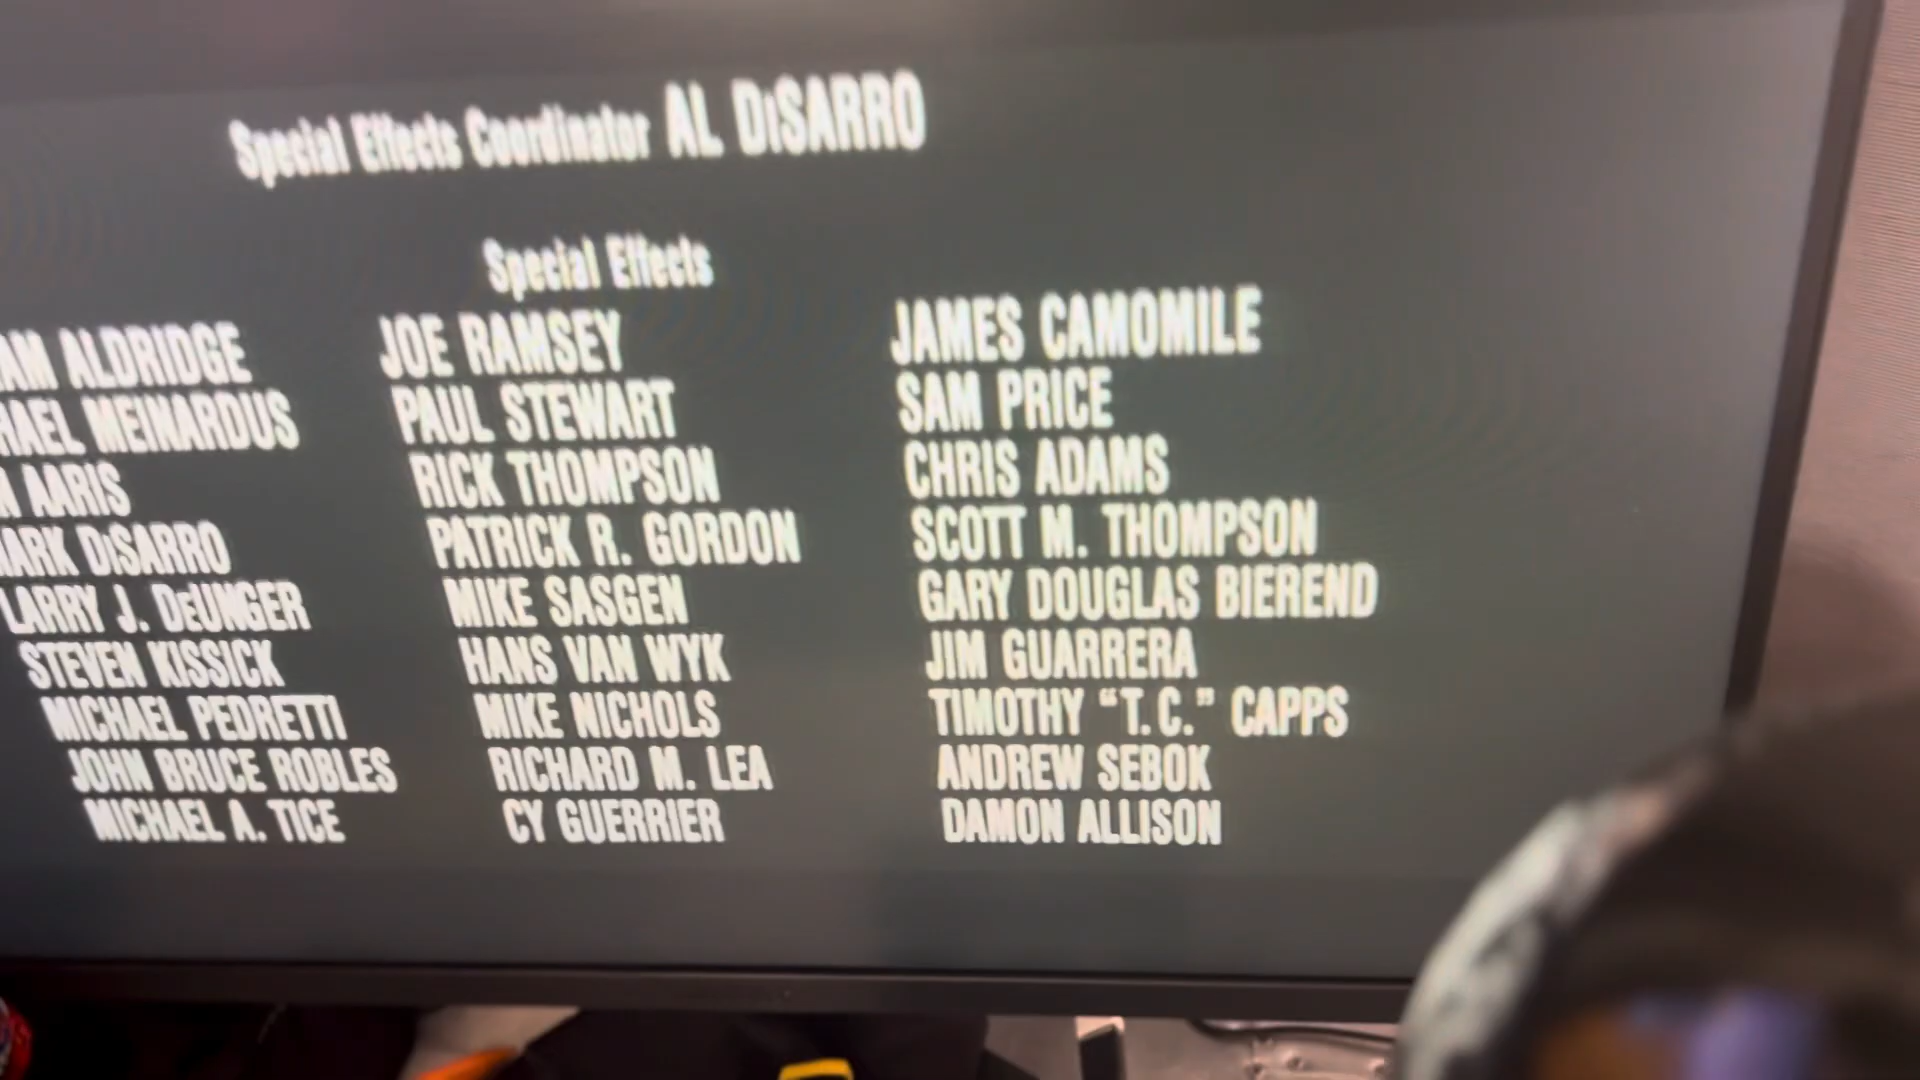 Special Effects Coordinator AL DiSARRO
Special Effects
AM ALDRIDGE JOE RAMSEY JAMES CAMOMILE
HAEL MEINARDUS PAUL STEWART SAM PRICE
N AARIS RICK THOMPSON CHRIS ADAMS
MARK DiSARRO PATRICK R. GORDON SCOTT M. THOMPSON
LARRY J. DeUNGER MIKE SASGEN GARY DOUGLAS BIEREND
STEVEN KISSICK HANS VAN WYK JIM GUARRERA
MICHAEL PEDRETTI MIKE NICHOLS TIMOTHY “T.C.” CAPPS
JOHN BRUCE ROBLES RICHARD M. LEA ANDREW SEBOK
MICHAEL A. TICE CY GUERRIER DAMON ALLISON